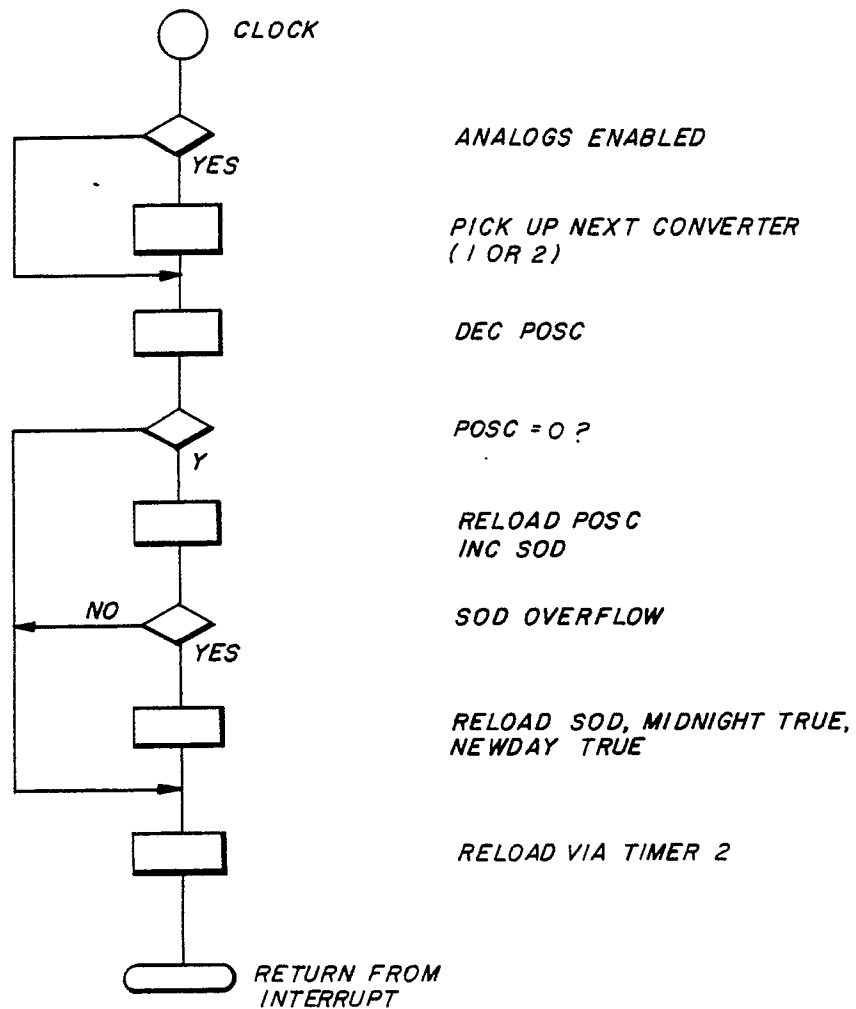 CLOCK
ANALOGS ENABLED
YES
PICK UP NEXT CONVERTER
(1 OR 2)
DEC POSC
POSC = 0 ?
Y
RELOAD POSC
INC SOD
NO
SOD OVERFLOW
YES
RELOAD SOD, MIDNIGHT TRUE,
NEWDAY TRUE
RELOAD VIA TIMER 2
RETURN FROM
INTERRUPT